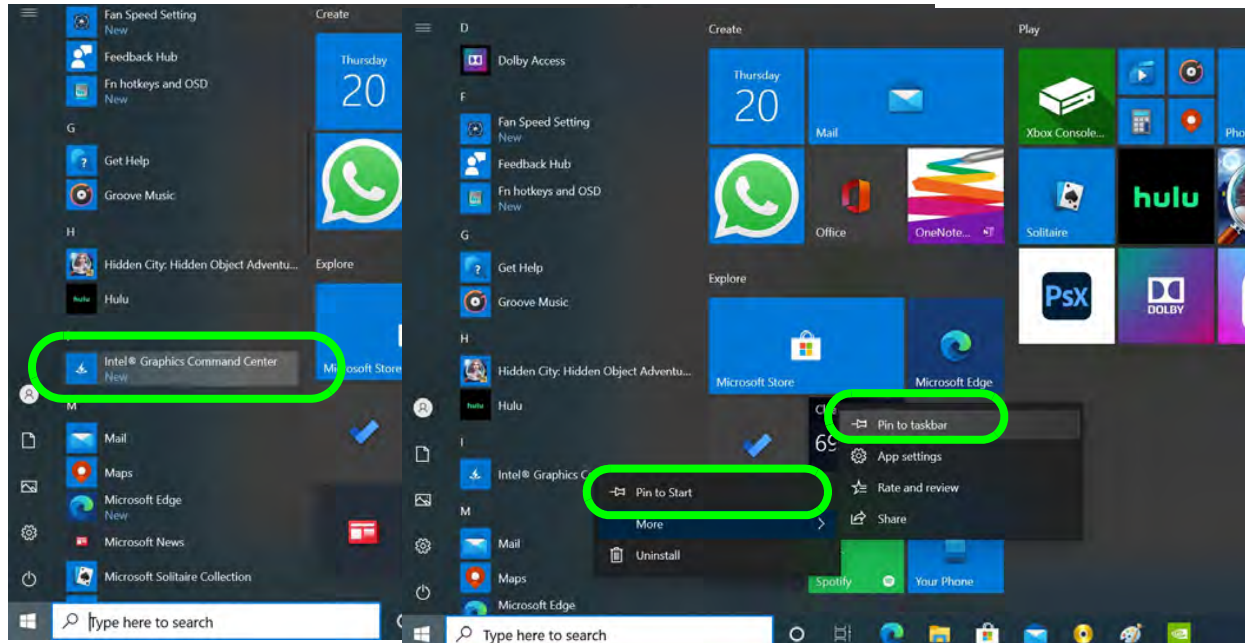 Fan Speed Setting
New
Feedback Hub
Fn hotkeys and OSD
New
G
Get Help
Groove Music
H
Hidden City: Hidden Object Adventu...
hulu
Hulu
Intel® Graphics Command Center
New
M
Mail
Maps
Microsoft Edge
New
Microsoft News
Microsoft Solitaire Collection
Type here to search
Create
Thursday
20
Explore
Microsoft Store
D
Dolby Access
F
Fan Speed Setting
New
Feedback Hub
Fn hotkeys and OSD
New
G
Get Help
Groove Music
H
Hidden City: Hidden Object Adventu...
hulu
Hulu
I
Intel® Graphics C
M
Mail
Maps
Microsoft Edge
Type here to search
Create
Thursday
20
Mail
Office
OneNote...
Explore
Microsoft Store
Microsoft Edge
69
Pin to Start
More
Uninstall
Pin to taskbar
App settings
Rate and review
Share
Spotify
Your Phone
Play
Xbox Console...
Pho
Solitaire
hulu
PsX
DOLBY